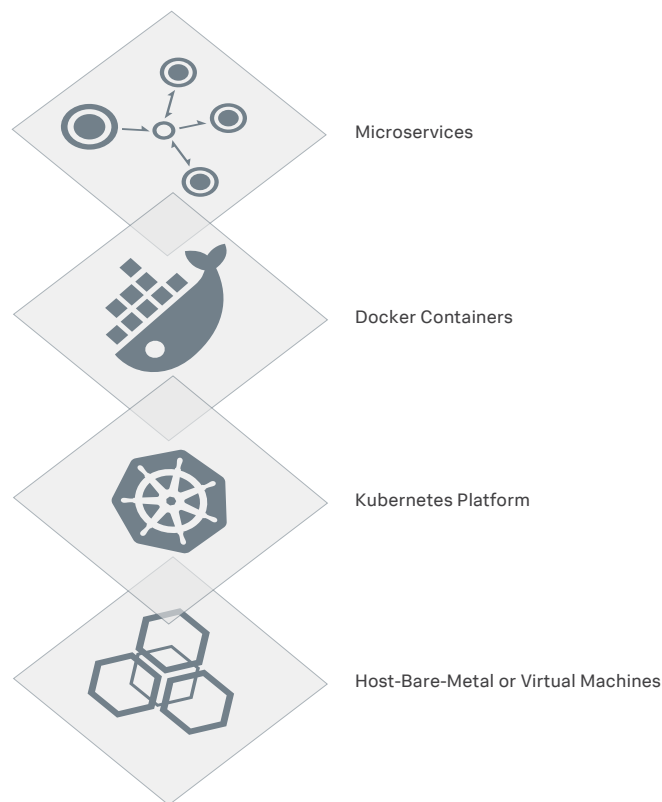 Microservices
Docker Containers
Kubernetes Platform
Host-Bare-Metal or Virtual Machines